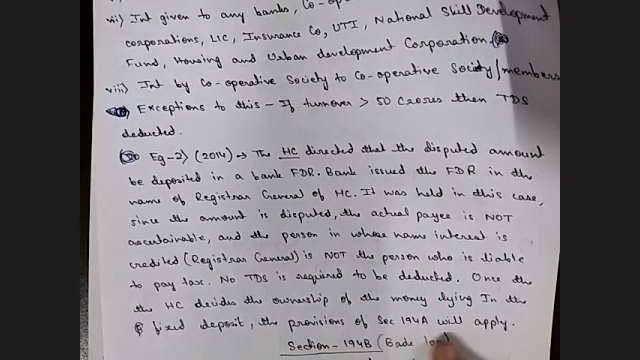 vii) Int given to any banks, Co-op
corporations, LIC, Insurance Co, UTI, National Skill Development
Fund, Housing and Urban development Corporation.
viii) Int by Co-operative Society to Co-operative Society/members
Exceptions to this - If turnover > 50 Crores then TDS
deducted.
Eg-2) (2014) → The HC directed that the disputed amount
be deposited in a bank FDR. Bank issued the FDR in the
name of Registrar General of HC. It was held in this case,
since the amount is disputed, the actual payee is NOT
ascertainable, and the person in whose name interest is
credited (Registrar General) is NOT the person who is liable
to pay tax. No TDS is required to be deducted. Once the
the HC decides the ownership of the money lying In the
fixed deposit, the provisions of Sec 194A will apply.
Section - 194B (Bade